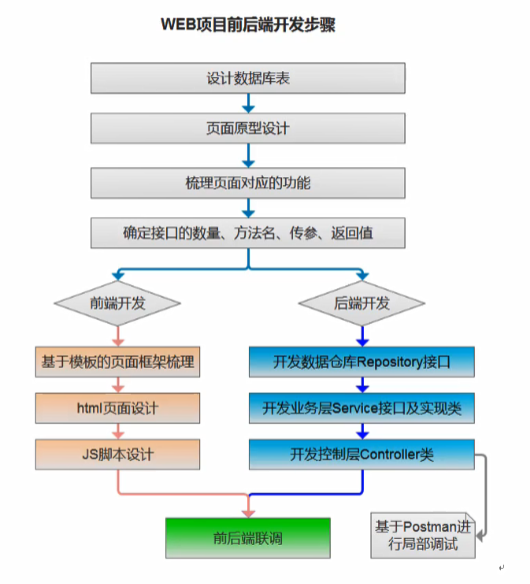 WEB项目前后端开发步骤
设计数据库表
页面原型设计
梳理页面对应的功能
确定接口的数量、方法名、传参、返回值
前端开发
后端开发
基于模板的页面框架梳理
开发数据仓库Repository接口
html页面设计
开发业务层Service接口及实现类
JS脚本设计
开发控制层Controller类
前后端联调
基于Postman进
行局部调试